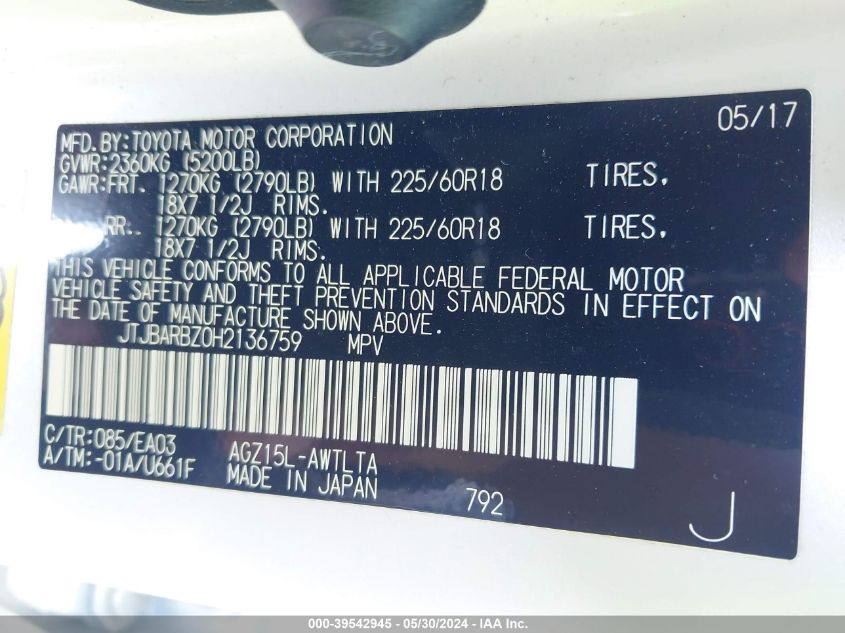 05/17
MFD.BY:TOYOTA MOTOR CORPORATION
GVWR:2360KG (5200LB)
GAWR:FRT. 1270KG (2790LB) WITH 225/60R18 TIRES,
18X7 1/2J RIMS.
RR. 1270KG (2790LB) WITH 225/60R18 TIRES,
18X7 1/2J RIMS.
THIS VEHICLE CONFORMS TO ALL APPLICABLE FEDERAL MOTOR
VEHICLE SAFETY AND THEFT PREVENTION STANDARDS IN EFFECT ON
THE DATE OF MANUFACTURE SHOWN ABOVE.
JTJBARBZ0H2136759 MPV
C/TR:085/EA03 AGZ15L-AWTLTA
A/TM:-01A/U661F MADE IN JAPAN 792
J
000-39542945 - 05/30/2024 - IAA Inc.